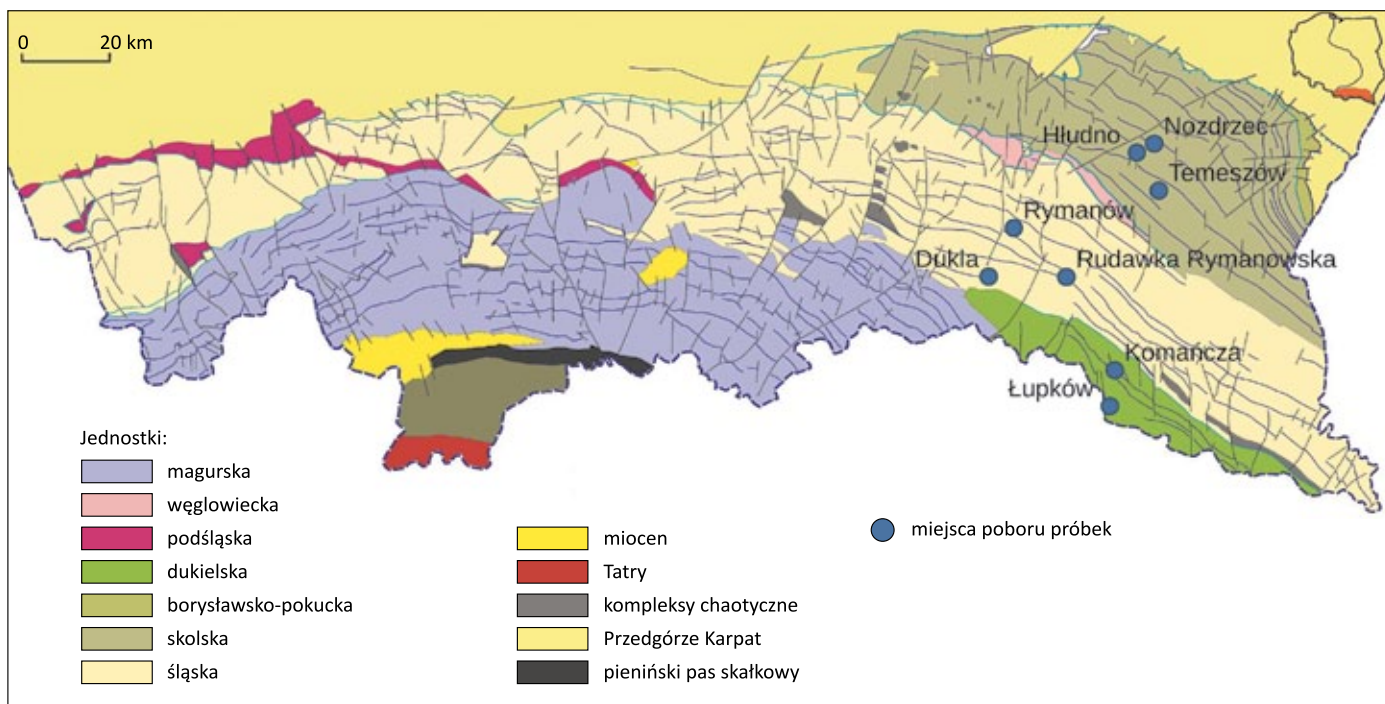 0 20 km
Hłudno
Nozdrzec
Temeszów
Rymanów
Dukla
Rudawka Rymanowska
Komańcza
Łupków
Jednostki:
magurska
węglowiecka
podśląska
dukielska
borysławsko-pokucka
skolska
śląska
miocen
Tatry
kompleksy chaotyczne
Przedgórze Karpat
pieniński pas skałkowy
miejsca poboru próbek